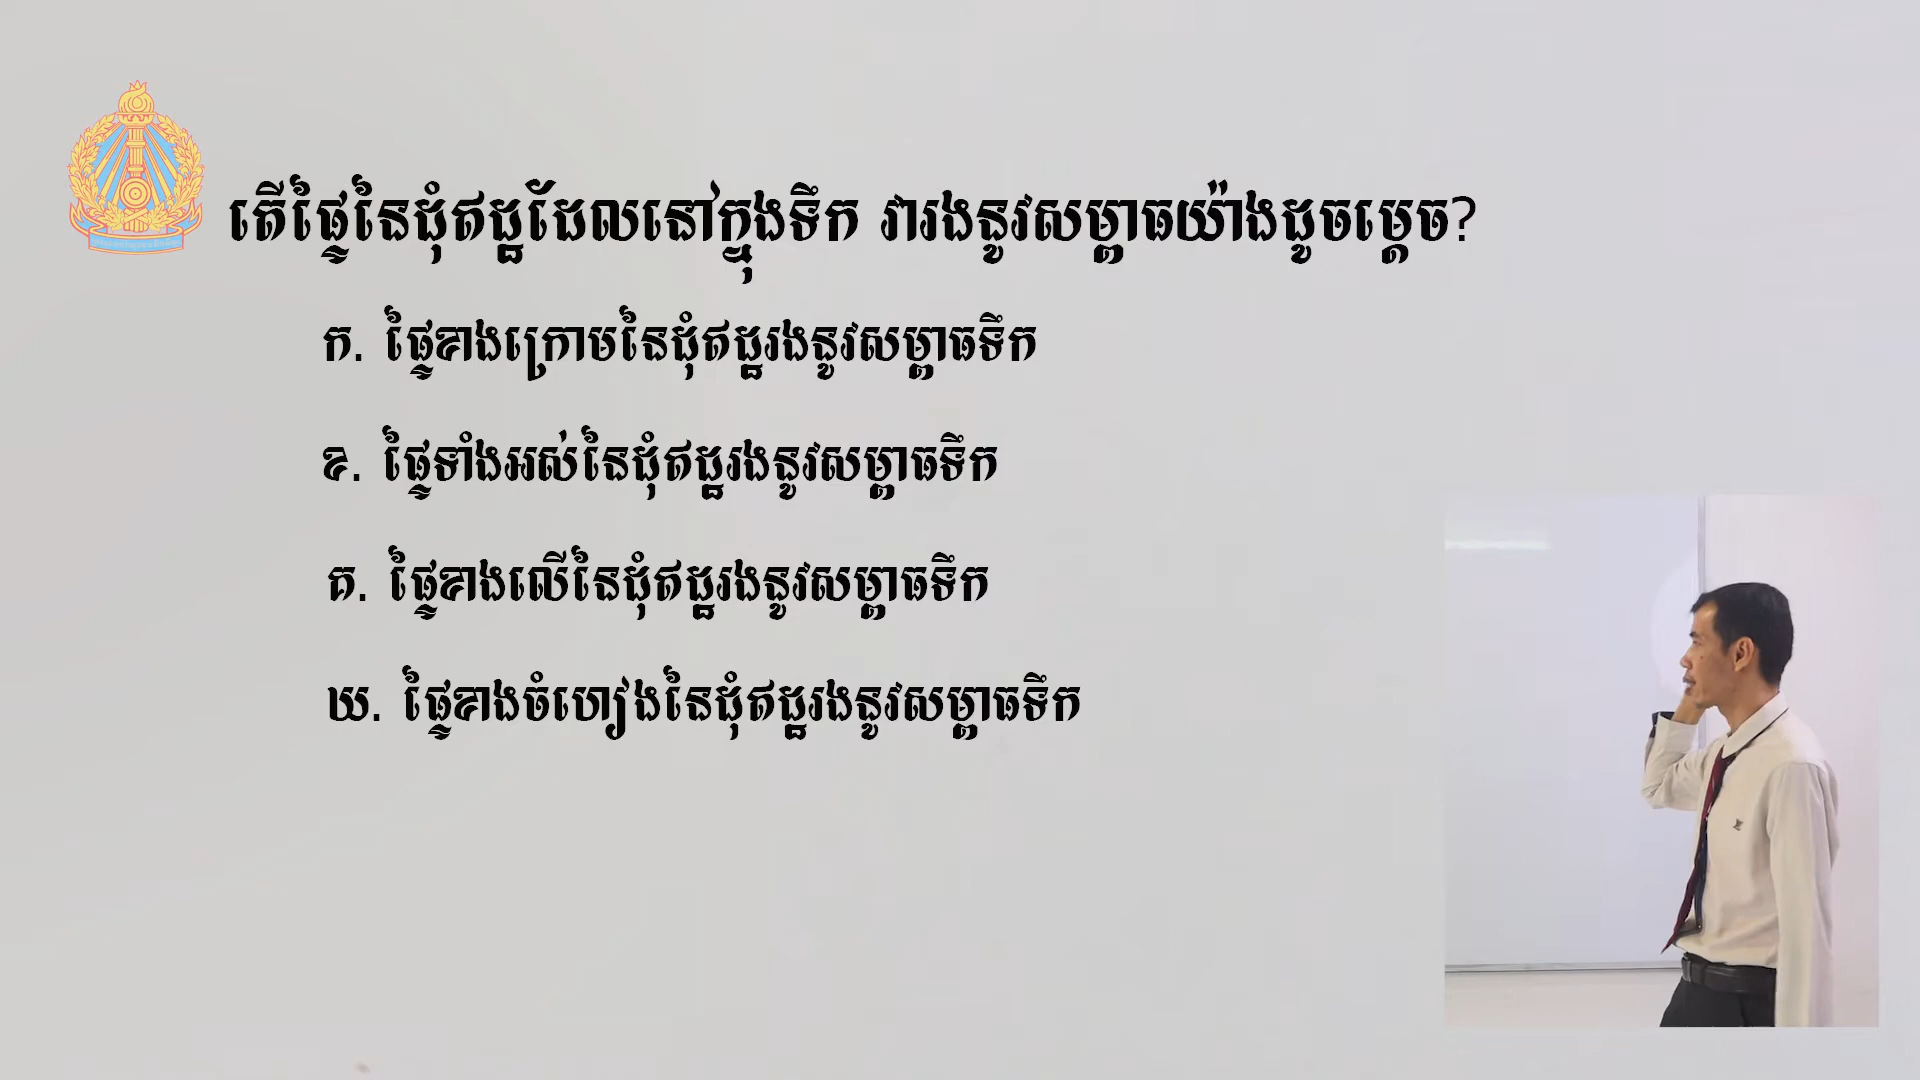 តើផ្ទៃនៃដុំឥដ្ឋដែលនៅក្នុងទឹក វារងនូវសម្ពាធយ៉ាងដូចម្ដេច?
ក. ផ្ទៃខាងក្រោមនៃដុំឥដ្ឋរងនូវសម្ពាធទឹក
ខ. ផ្ទៃទាំងអស់នៃដុំឥដ្ឋរងនូវសម្ពាធទឹក
គ. ផ្ទៃខាងលើនៃដុំឥដ្ឋរងនូវសម្ពាធទឹក
ឃ. ផ្ទៃខាងចំហៀងនៃដុំឥដ្ឋរងនូវសម្ពាធទឹក